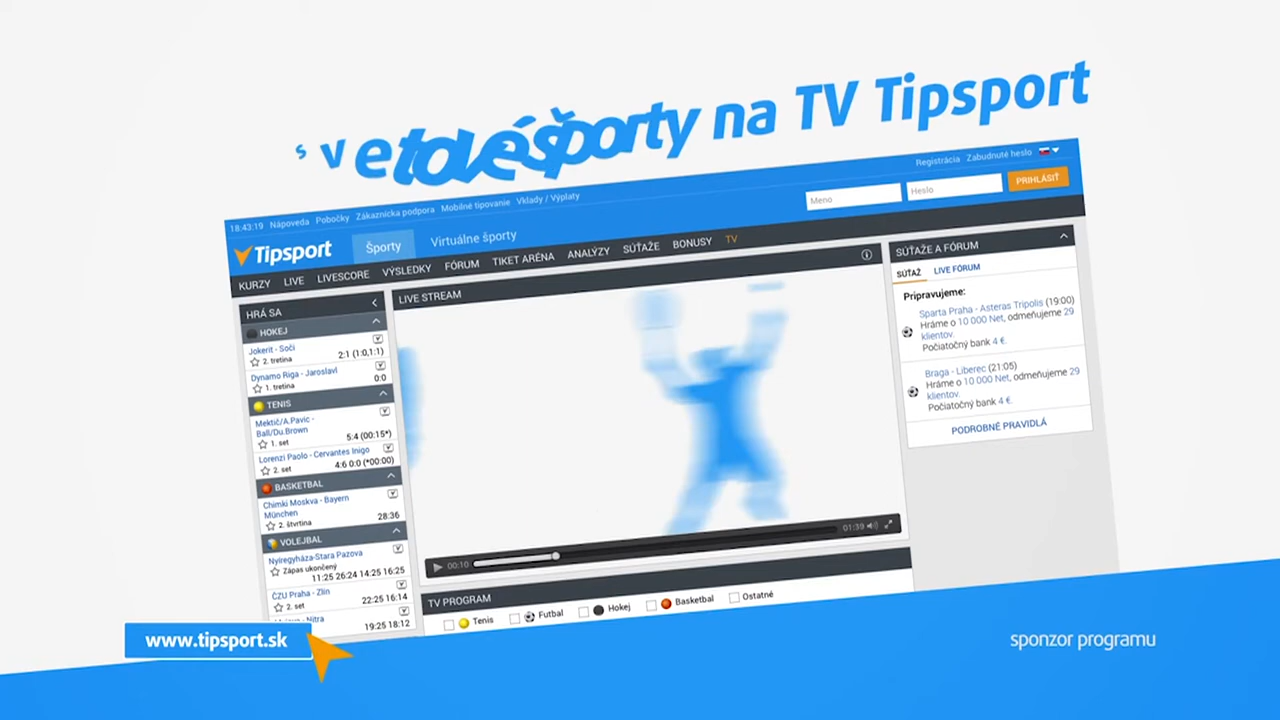 svetové športy na TV Tipsport
18:43:19 Nápoveda Pobočky Zákaznícka podpora Mobilné tipovanie Vklady / Výplaty
Registrácia Zabudnuté heslo
Meno Heslo PRIHLÁSIŤ
Tipsport Športy Virtuálne športy
KURZY LIVE LIVESCORE VÝSLEDKY FÓRUM TIKET ARÉNA ANALÝZY SÚŤAŽE BONUSY TV
HRÁ SA
HOKEJ
Jokerit - Soči
2. tretina 2:1 (1:0,1:1)
Dynamo Riga - Jaroslavl
1. tretina 0:0
TENIS
Mektič/A.Pavic -
Ball/Du.Brown
1. set 5:4 (00:15*)
Lorenzi Paolo - Cervantes Inigo
2. set 4:6 0:0 (*00:00)
BASKETBAL
Chimki Moskva - Bayern
München
2. štvrtina 28:36
VOLEJBAL
Nyíregyháza-Stara Pazova
Zápas ukončený
11:25 26:24 14:25 16:25
ČZU Praha - Zlín
2. set 22:25 16:14
Nitra
19:25 18:12
LIVE STREAM
00:10 01:39
TV PROGRAM
Tenis Futbal Hokej Basketbal Ostatné
SÚŤAŽE A FÓRUM
SÚŤAŽ LIVE FÓRUM
Pripravujeme:
Sparta Praha - Asteras Tripolis (19:00)
Hráme o 10 000 Net, odmeňujeme 29
klientov.
Počiatočný bank 4 €.
Braga - Liberec (21:05)
Hráme o 10 000 Net, odmeňujeme 29
klientov.
Počiatočný bank 4 €.
PODROBNÉ PRAVIDLÁ
www.tipsport.sk
sponzor programu